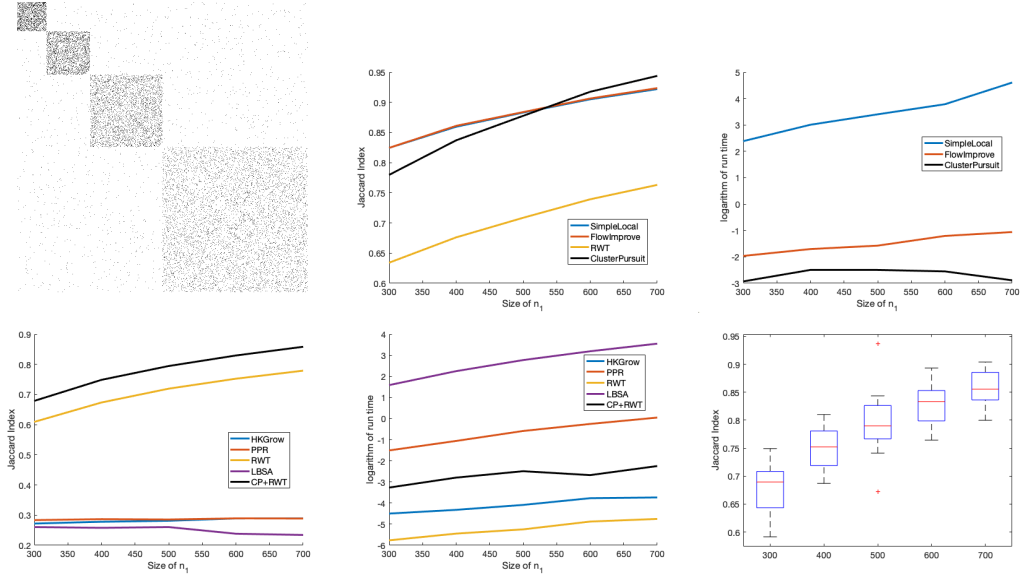 0.95
0.9
0.85
0.8
0.75
0.7
0.65
0.6
Jaccard Index
SimpleLocal
FlowImprove
RWT
ClusterPursuit
300 350 400 450 500 550 600 650 700
Size of n1
5
4
3
2
1
0
-1
-2
-3
logarithm of run time
SimpleLocal
FlowImprove
ClusterPursuit
300 350 400 450 500 550 600 650 700
Size of n1
0.9
0.8
0.7
0.6
0.5
0.4
0.3
0.2
Jaccard Index
HKGrow
PPR
RWT
LBSA
CP+RWT
300 350 400 450 500 550 600 650 700
Size of n1
4
3
2
1
0
-1
-2
-3
-4
-5
-6
logarithm of run time
HKGrow
PPR
RWT
LBSA
CP+RWT
300 350 400 450 500 550 600 650 700
Size of n1
0.95
0.9
0.85
0.8
0.75
0.7
0.65
0.6
Jaccard Index
300 400 500 600 700